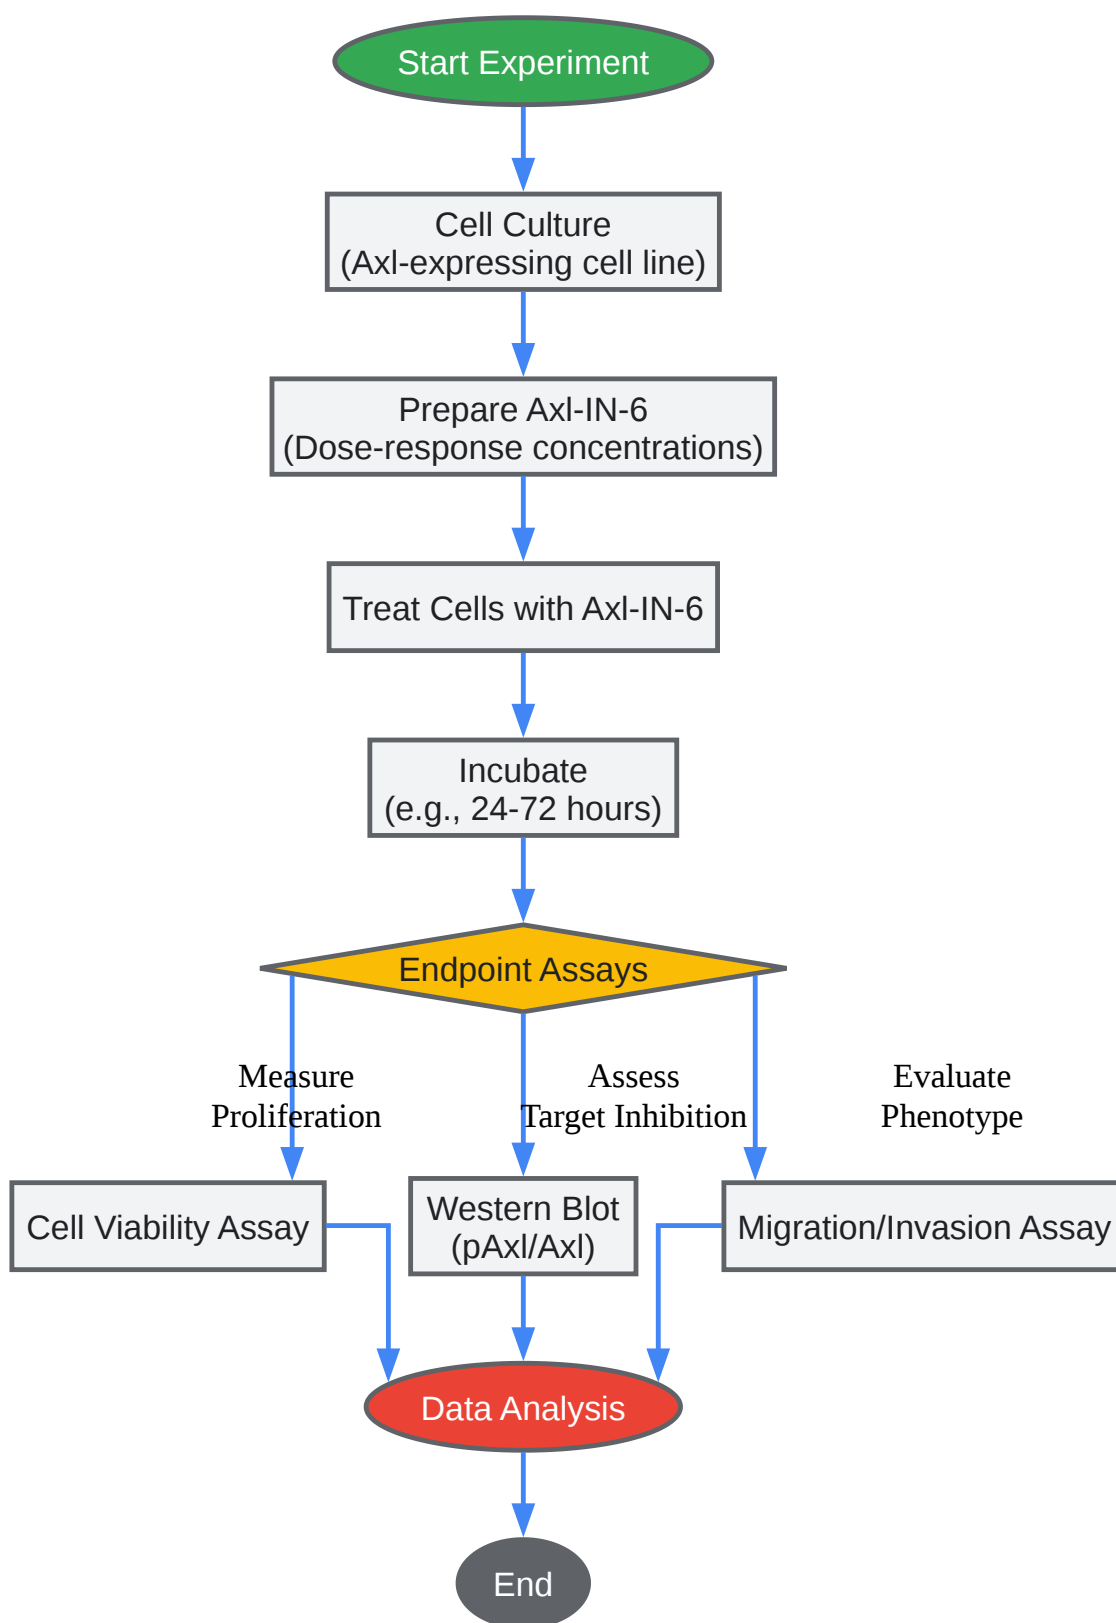 Start Experiment
Cell Culture
(Axl-expressing cell line)
Prepare Axl-IN-6
(Dose-response concentrations)
Treat Cells with Axl-IN-6
Incubate
(e.g., 24-72 hours)
Endpoint Assays
Measure
Proliferation
Assess
Target Inhibition
Evaluate
Phenotype
Cell Viability Assay
Western Blot
(pAxl/Axl)
Migration/Invasion Assay
Data Analysis
End